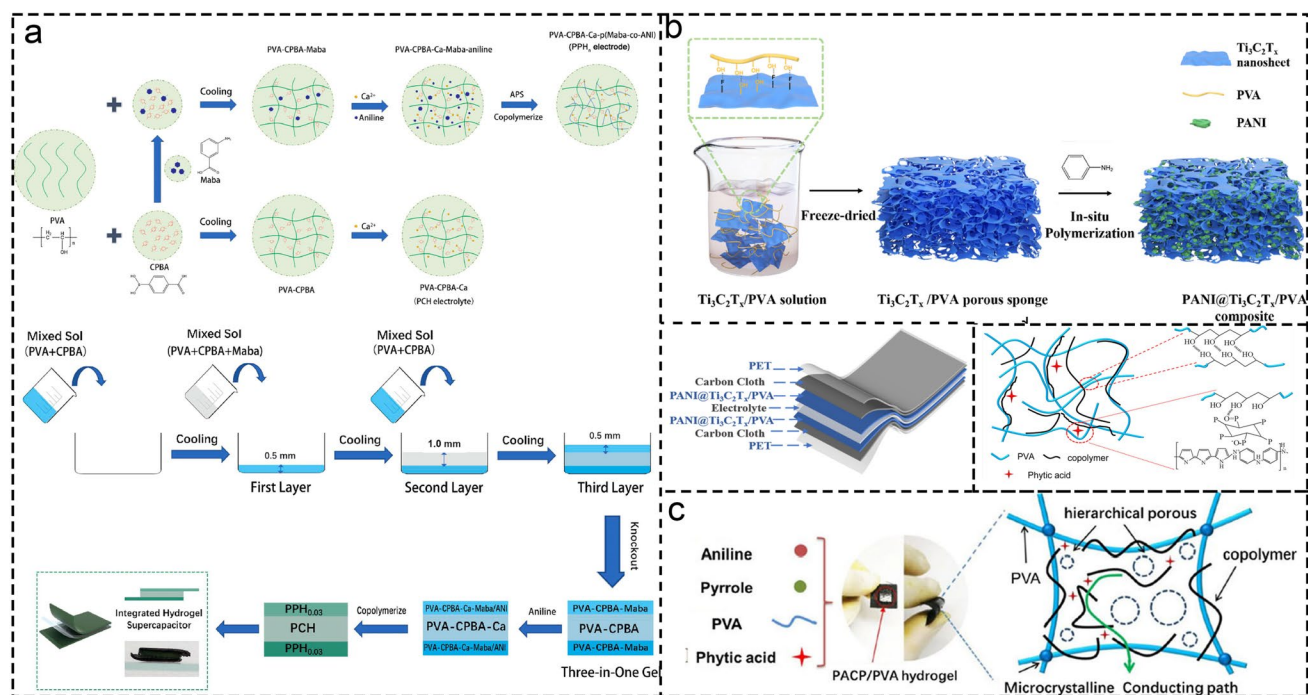 a
PVA-CPBA-Maba
PVA-CPBA-Ca-Maba-aniline
PVA-CPBA-Ca-p(Maba-co-ANI)
(PPHn electrode)
+
Cooling
Ca²⁺
Aniline
APS
Copolymerize
Maba
PVA
+
Cooling
Ca²⁺
CPBA
PVA-CPBA
PVA-CPBA-Ca
(PCH electrolyte)
Mixed Sol
(PVA+CPBA)
Mixed Sol
(PVA+CPBA+Maba)
Mixed Sol
(PVA+CPBA)
Cooling
0.5 mm
Cooling
1.0 mm
Cooling
0.5 mm
First Layer
Second Layer
Third Layer
Knockout
Integrated Hydrogel
Supercapacitor
PPH0.03
PCH
PPH0.03
Copolymerize
PVA-CPBA-Ca-Maba/ANI
PVA-CPBA-Ca
PVA-CPBA-Ca-Maba/ANI
Aniline
PVA-CPBA-Maba
PVA-CPBA
PVA-CPBA-Maba
Three-in-One Gel
b
Ti₃C₂Tₓ
nanosheet
PVA
PANI
Freeze-dried
NH₂
In-situ
Polymerization
Ti₃C₂Tₓ/PVA solution
Ti₃C₂Tₓ /PVA porous sponge
PANI@Ti₃C₂Tₓ/PVA
composite
PET
Carbon Cloth
PANI@Ti₃C₂Tₓ/PVA
Electrolyte
PANI@Ti₃C₂Tₓ/PVA
Carbon Cloth
PET
PVA
copolymer
Phytic acid
c
Aniline
Pyrrole
PVA
Phytic acid
PACP/PVA hydrogel
hierarchical porous
PVA
copolymer
Microcrystalline
Conducting path